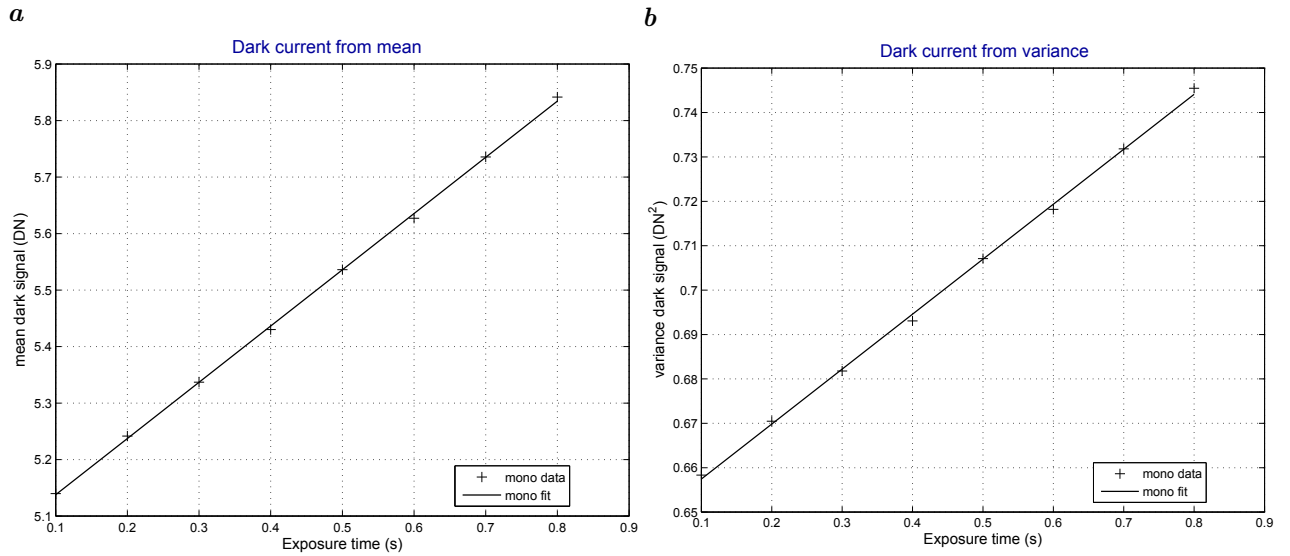 a
Dark current from mean
5.9
5.8
5.7
5.6
5.5
5.4
5.3
5.2
5.1
mean dark signal (DN)
0.1 0.2 0.3 0.4 0.5 0.6 0.7 0.8 0.9
Exposure time (s)
mono data
mono fit
b
Dark current from variance
0.75
0.74
0.73
0.72
0.71
0.7
0.69
0.68
0.67
0.66
0.65
variance dark signal (DN²)
0.1 0.2 0.3 0.4 0.5 0.6 0.7 0.8 0.9
Exposure time (s)
mono data
mono fit